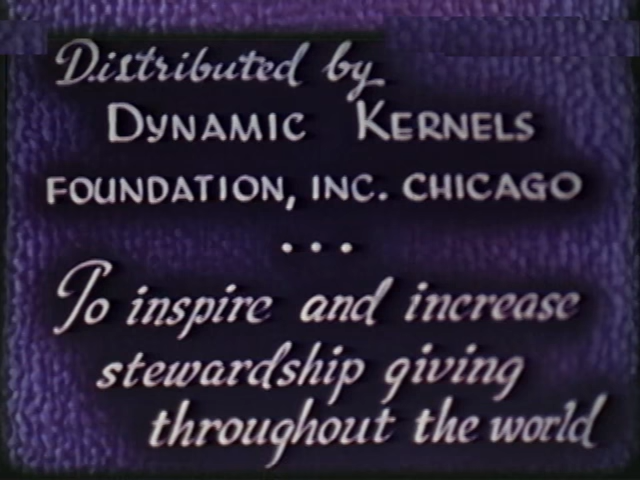 Distributed by
DYNAMIC KERNELS
FOUNDATION, INC. CHICAGO
...
To inspire and increase
stewardship giving
throughout the world